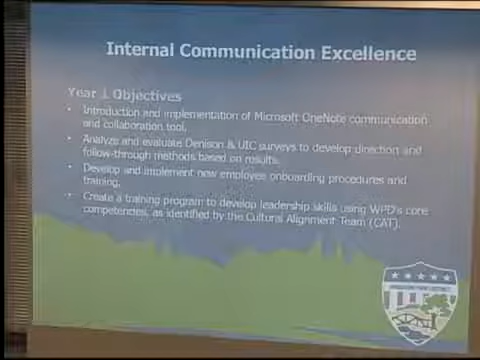 Internal Communication Excellence
Year 1 Objectives
• Introduction and implementation of Microsoft OneNote communication
and collaboration tool.
• Analyze and evaluate Denison & UIC surveys to develop direction and
follow-through methods based on results.
• Develop and implement new employee onboarding procedures and
training.
• Create a training program to develop leadership skills using WPD's core
competencies, as identified by the Cultural Alignment Team (CAT).
PARK DISTRICT